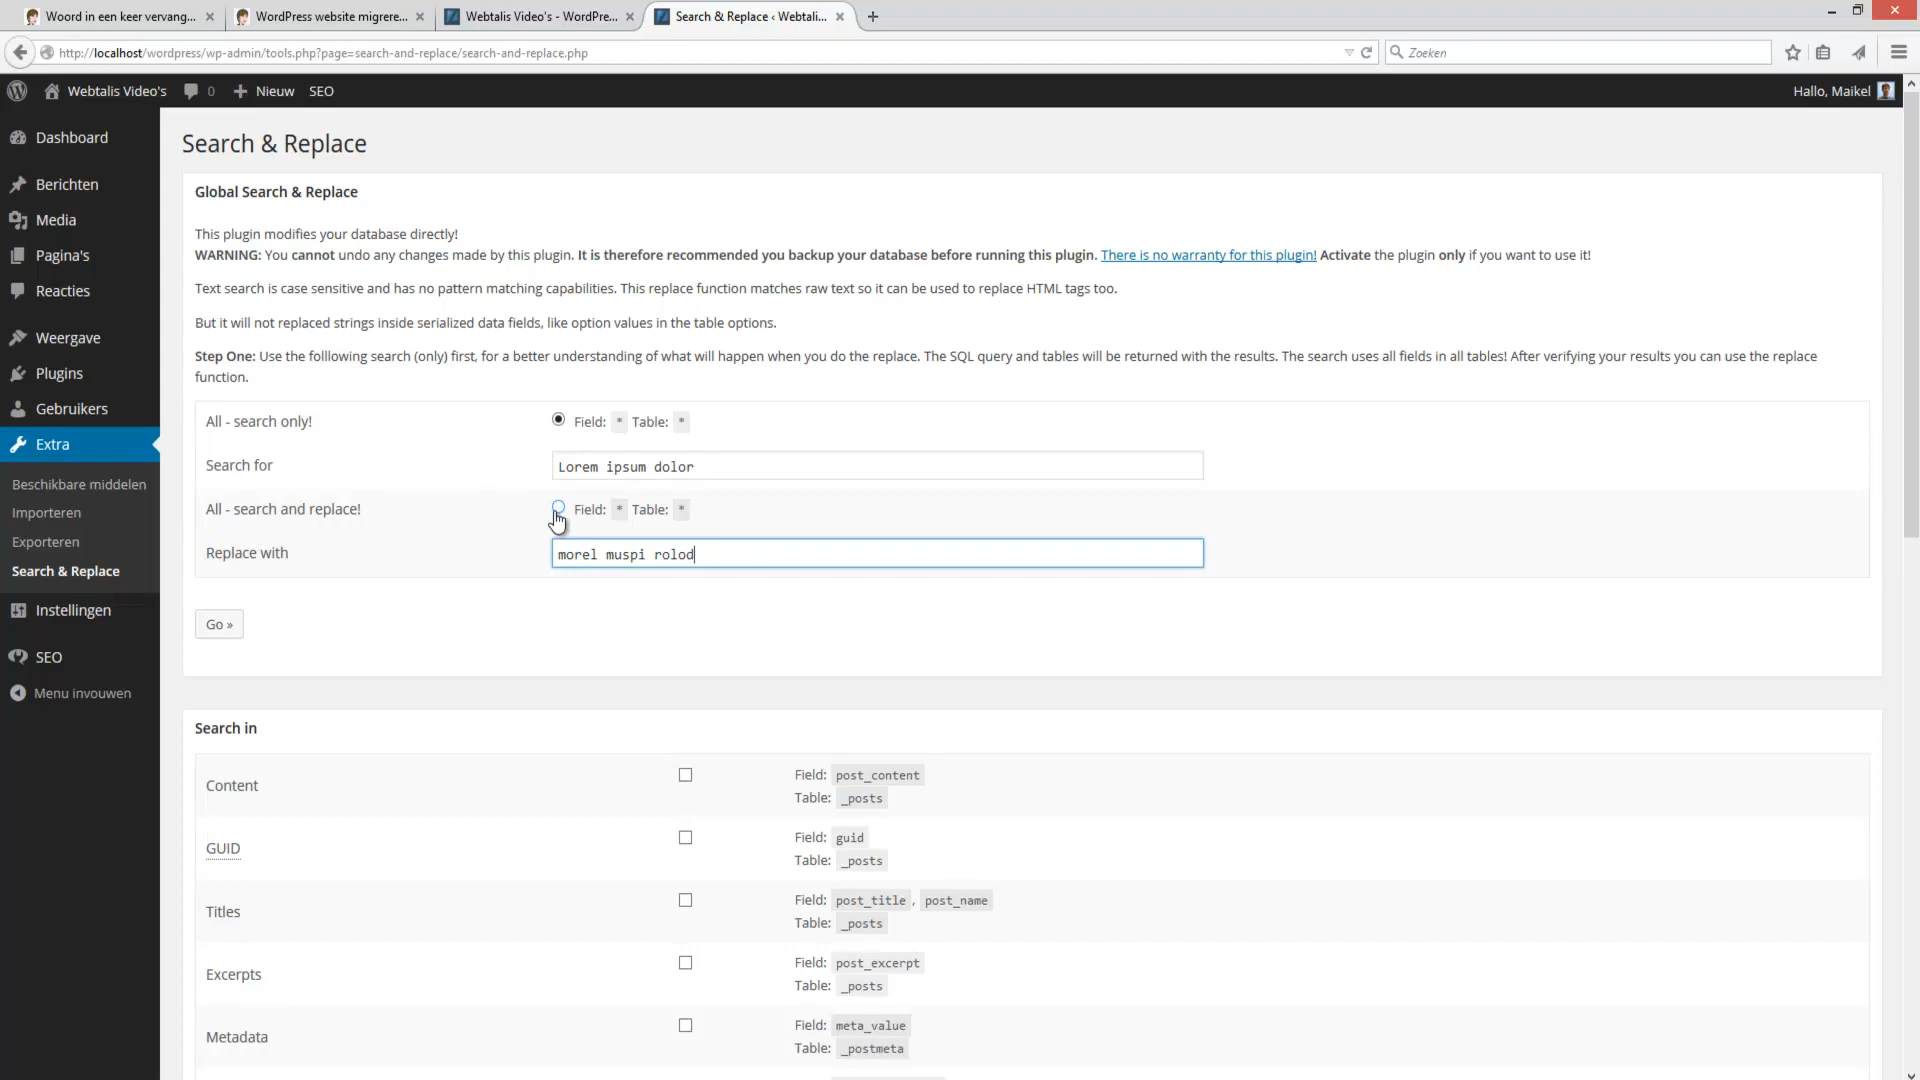 Woord in een keer vervang...
WordPress website migrere...
Webtalis Video's - WordPre...
Search & Replace ‹ Webtali...
http://localhost/wordpress/wp-admin/tools.php?page=search-and-replace/search-and-replace.php
Zoeken
Webtalis Video's 0 Nieuw SEO
Hallo, Maikel
Dashboard
Berichten
Media
Pagina's
Reacties
Weergave
Plugins
Gebruikers
Extra
Beschikbare middelen
Importeren
Exporteren
Search & Replace
Instellingen
SEO
Menu invouwen
Search & Replace
Global Search & Replace
This plugin modifies your database directly!
WARNING: You cannot undo any changes made by this plugin. It is therefore recommended you backup your database before running this plugin. There is no warranty for this plugin! Activate the plugin only if you want to use it!
Text search is case sensitive and has no pattern matching capabilities. This replace function matches raw text so it can be used to replace HTML tags too.
But it will not replaced strings inside serialized data fields, like option values in the table options.
Step One: Use the folllowing search (only) first, for a better understanding of what will happen when you do the replace. The SQL query and tables will be returned with the results. The search uses all fields in all tables! After verifying your results you can use the replace
function.
All - search only! Field: * Table: *
Search for Lorem ipsum dolor
All - search and replace! Field: * Table: *
Replace with morel muspi rolod
Go »
Search in
Content Field: post_content
Table: _posts
GUID Field: guid
Table: _posts
Titles Field: post_title , post_name
Table: _posts
Excerpts Field: post_excerpt
Table: _posts
Metadata Field: meta_value
Table: _postmeta